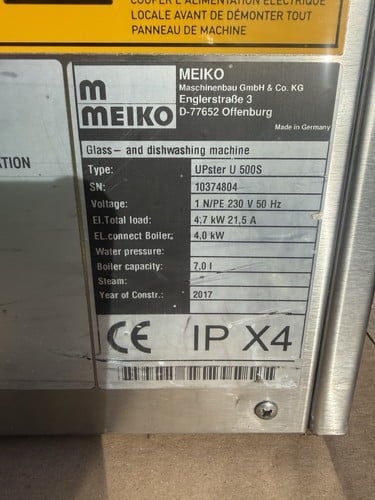 COUPER L'ALIMENTATION ÉLECTRIQUE
LOCALE AVANT DE DÉMONTER TOUT
PANNEAU DE MACHINE
m
MEIKO
MEIKO
Maschinenbau GmbH & Co. KG
Englerstraße 3
D-77652 Offenburg
Made in Germany
Glass– and dishwashing machine
Type: UPster U 500S
SN: 10374804
Voltage: 1 N/PE 230 V 50 Hz
El.Total load: 4,7 kW 21,5 A
EL.connect Boiler: 4,0 kW
Water pressure:
Boiler capacity: 7,0 l
Steam:
Year of Constr.: 2017
CE IP X4
ATION